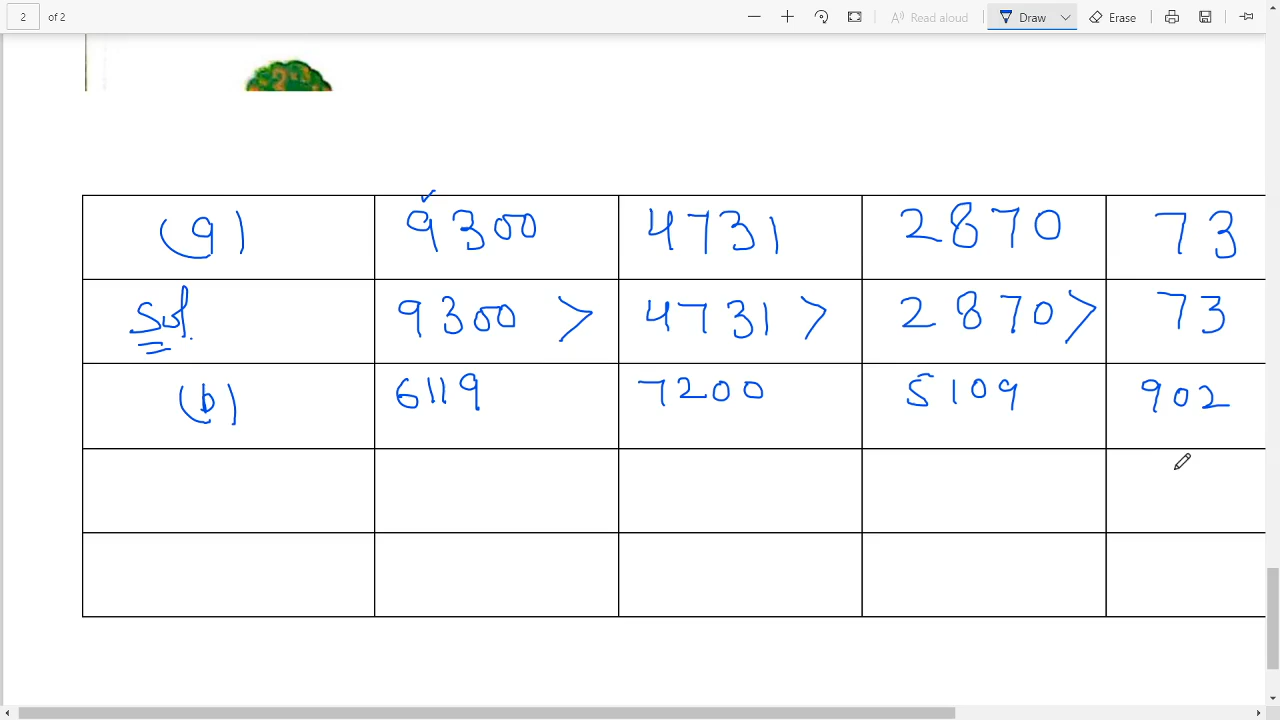 2 of 2 Read aloud Draw Erase
(a) 9300 4731 2870 73
Sol. 9300 > 4731 > 2870 > 73
(b) 6119 7200 5109 902